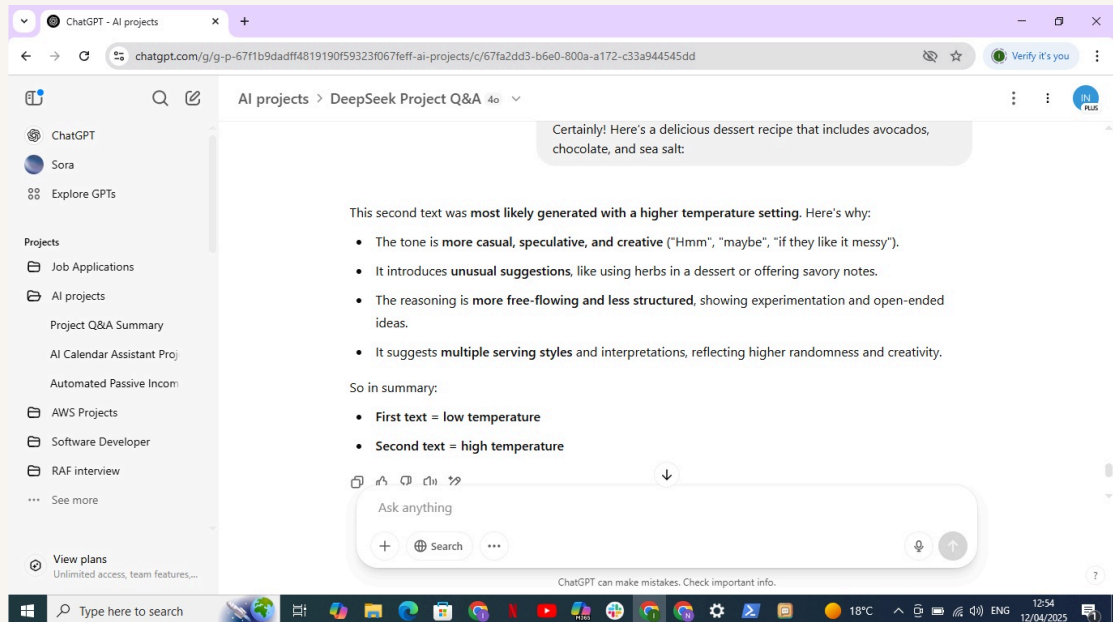 ChatGPT - AI projects
chatgpt.com/g/g-p-67f1b9dadff4819190f59323f067feff-ai-projects/c/67fa2dd3-b6e0-800a-a172-c33a944545dd
Verify it's you
AI projects > DeepSeek Project Q&A 4o
IN
PLUS
ChatGPT
Sora
Explore GPTs
Projects
Job Applications
AI projects
Project Q&A Summary
AI Calendar Assistant Proj
Automated Passive Incom
AWS Projects
Software Developer
RAF interview
See more
View plans
Unlimited access, team features,...
Certainly! Here's a delicious dessert recipe that includes avocados,
chocolate, and sea salt:
This second text was most likely generated with a higher temperature setting. Here's why:
• The tone is more casual, speculative, and creative ("Hmm", "maybe", "if they like it messy").
• It introduces unusual suggestions, like using herbs in a dessert or offering savory notes.
• The reasoning is more free-flowing and less structured, showing experimentation and open-ended
ideas.
• It suggests multiple serving styles and interpretations, reflecting higher randomness and creativity.
So in summary:
• First text = low temperature
• Second text = high temperature
Ask anything
Search
ChatGPT can make mistakes. Check important info.
?
Type here to search
M365
18°C
ENG
12:54
12/04/2025
1